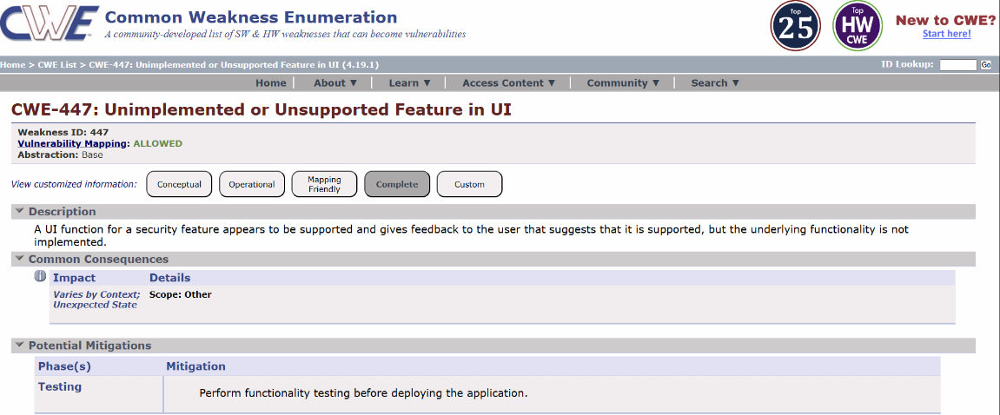 CWE
Common Weakness Enumeration
A community-developed list of SW & HW weaknesses that can become vulnerabilities
Top
25
Top
HW
CWE
New to CWE?
Start here!
Home > CWE List > CWE-447: Unimplemented or Unsupported Feature in UI (4.19.1)
ID Lookup: Go
Home About ▼ Learn ▼ Access Content ▼ Community ▼ Search ▼
CWE-447: Unimplemented or Unsupported Feature in UI
Weakness ID: 447
Vulnerability Mapping: ALLOWED
Abstraction: Base
View customized information:
Conceptual
Operational
Mapping
Friendly
Complete
Custom
Description
A UI function for a security feature appears to be supported and gives feedback to the user that suggests that it is supported, but the underlying functionality is not
implemented.
Common Consequences
i Impact Details
Varies by Context; Scope: Other
Unexpected State
Potential Mitigations
Phase(s) Mitigation
Testing
Perform functionality testing before deploying the application.